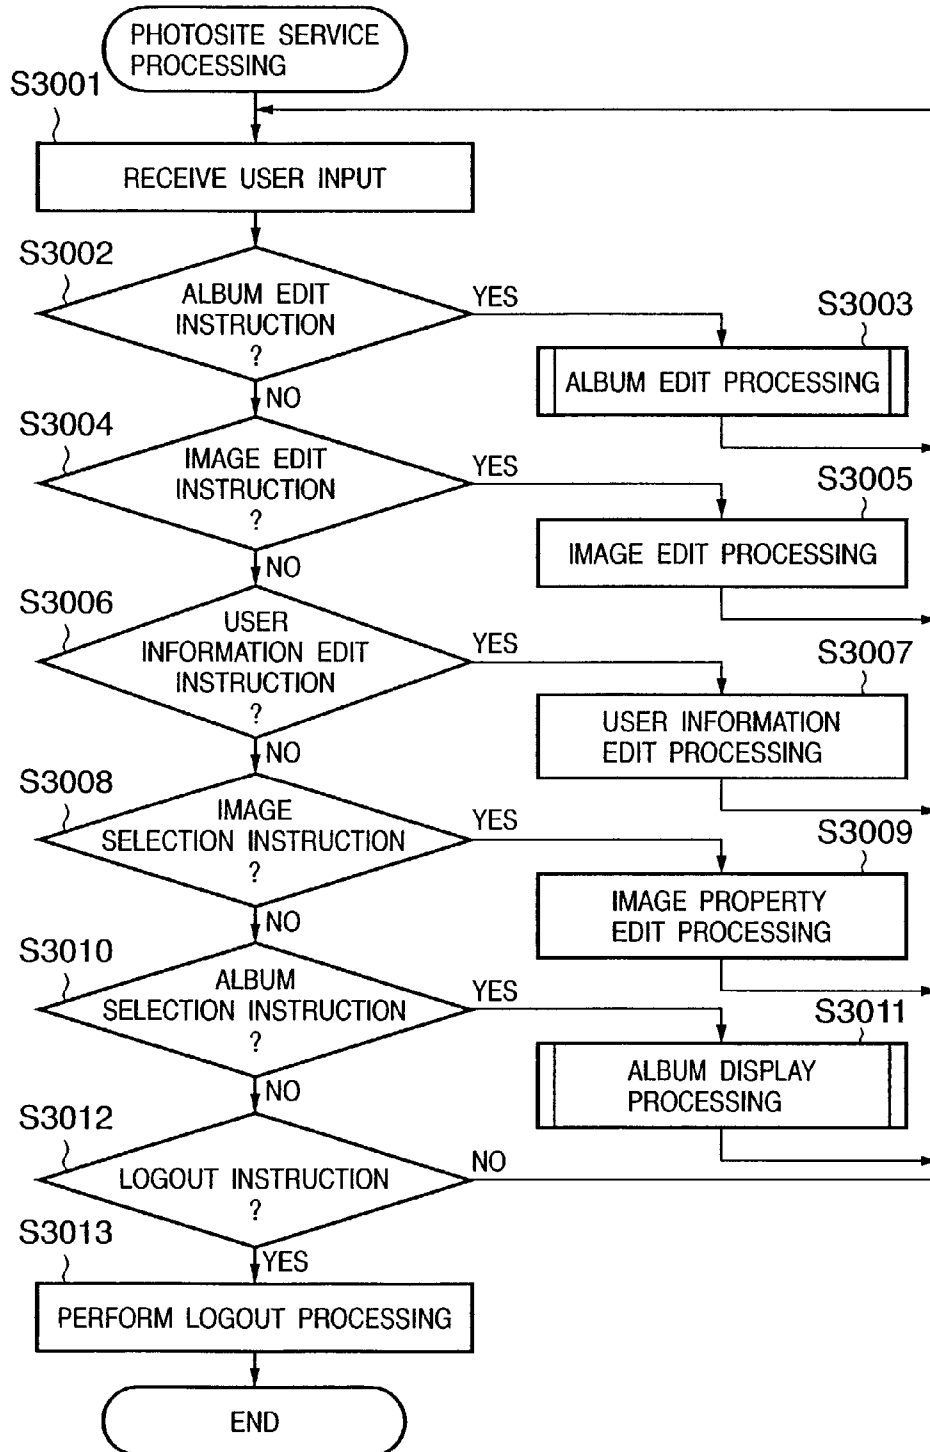 PHOTOSITE SERVICE
PROCESSING
S3001
RECEIVE USER INPUT
S3002
ALBUM EDIT
INSTRUCTION
?
YES
NO
S3003
ALBUM EDIT PROCESSING
S3004
IMAGE EDIT
INSTRUCTION
?
YES
NO
S3005
IMAGE EDIT PROCESSING
S3006
USER
INFORMATION EDIT
INSTRUCTION
?
YES
NO
S3007
USER INFORMATION
EDIT PROCESSING
S3008
IMAGE
SELECTION INSTRUCTION
?
YES
NO
S3009
IMAGE PROPERTY
EDIT PROCESSING
S3010
ALBUM
SELECTION INSTRUCTION
?
YES
NO
S3011
ALBUM DISPLAY
PROCESSING
S3012
LOGOUT INSTRUCTION
?
NO
YES
S3013
PERFORM LOGOUT PROCESSING
END